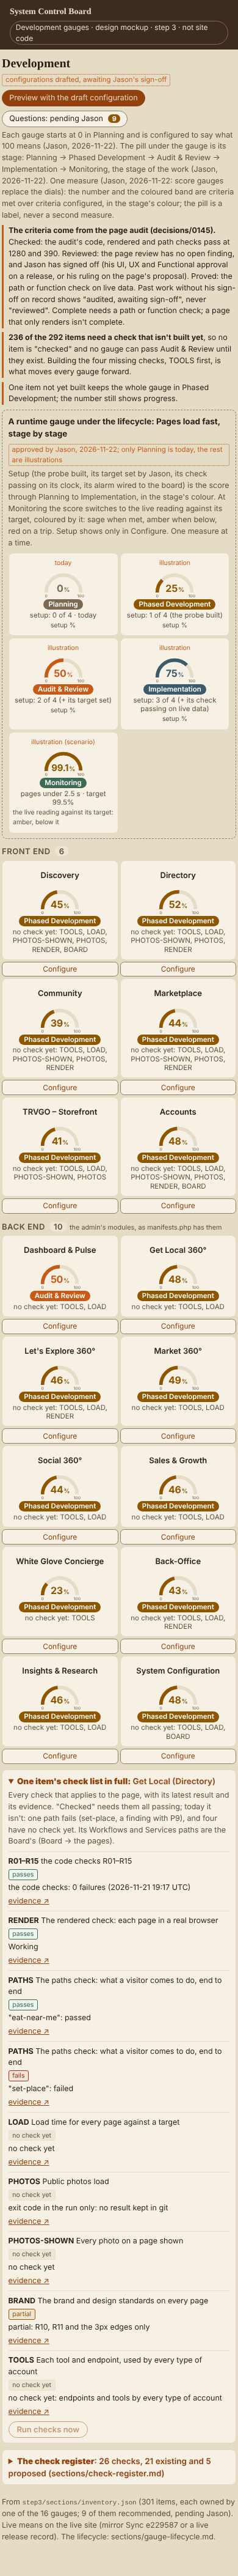 System Control Board
Development gauges · design mockup · step 3 · not site
code
Development
configurations drafted, awaiting Jason's sign-off
Preview with the draft configuration
Questions: pending Jason 9
Each gauge starts at 0 in Planning and is configured to say what
100 means (Jason, 2026-11-22). The pill under the gauge is its
stage: Planning → Phased Development → Audit & Review →
Implementation → Monitoring, the stage of the work (Jason,
2026-11-22). One measure (Jason, 2026-11-22: score gauges
replace the dials): the number and the coloured band are criteria
met over criteria configured, in the stage's colour; the pill is a
label, never a second measure.
The criteria come from the page audit (decisions/0145).
Checked: the audit's code, rendered and path checks pass at
1280 and 390. Reviewed: the page review has no open finding,
and Jason has signed off (his UI, UX and Functional approval
on a release, or his ruling on the page's proposal). Proved: the
path or function check on live data. Past work without his sign-
off on record shows "audited, awaiting sign-off", never
"reviewed". Complete needs a path or function check; a page
that only renders isn't complete.
236 of the 292 items need a check that isn't built yet, so no
item is "checked" and no gauge can pass Audit & Review until
they exist. Building the four missing checks, TOOLS first, is
what moves every gauge forward.
One item not yet built keeps the whole gauge in Phased
Development; the number still shows progress.
A runtime gauge under the lifecycle: Pages load fast,
stage by stage
approved by Jason, 2026-11-22; only Planning is today, the rest
are illustrations
Setup (the probe built, its target set by Jason, its check
passing on its clock, its alarm wired to the board) is the score
through Planning to Implementation, in the stage's colour. At
Monitoring the score switches to the live reading against its
target, coloured by it: sage when met, amber when below,
red on a trip. Setup shows only in Configure. One measure at
a time.
today
0%
0 100
Planning
setup: 0 of 4 · today
setup %
illustration
25%
0 100
Phased Development
setup: 1 of 4 (the probe built)
setup %
illustration
50%
0 100
Audit & Review
setup: 2 of 4 (+ its target set)
setup %
illustration
75%
0 100
Implementation
setup: 3 of 4 (+ its check
passing on live data)
setup %
illustration (scenario)
99.1%
0 100
Monitoring
pages under 2.5 s · target
99.5%
the live reading against its target:
amber, below it
FRONT END 6
Discovery
45%
0 100
Phased Development
no check yet: TOOLS, LOAD,
PHOTOS-SHOWN, PHOTOS,
RENDER, BOARD
Configure
Directory
52%
0 100
Phased Development
no check yet: TOOLS, LOAD,
PHOTOS-SHOWN, PHOTOS,
RENDER
Configure
Community
39%
0 100
Phased Development
no check yet: TOOLS, LOAD,
PHOTOS-SHOWN, PHOTOS,
RENDER
Configure
Marketplace
44%
0 100
Phased Development
no check yet: TOOLS, LOAD,
PHOTOS-SHOWN, PHOTOS,
RENDER
Configure
TRVGO – Storefront
41%
0 100
Phased Development
no check yet: TOOLS, LOAD,
PHOTOS-SHOWN, PHOTOS
Configure
Accounts
48%
0 100
Phased Development
no check yet: TOOLS, LOAD,
PHOTOS-SHOWN, PHOTOS,
RENDER, BOARD
Configure
BACK END 10 the admin's modules, as manifests.php has them
Dashboard & Pulse
50%
0 100
Audit & Review
no check yet: TOOLS, LOAD
Configure
Get Local 360°
48%
0 100
Phased Development
no check yet: TOOLS, LOAD
Configure
Let's Explore 360°
46%
0 100
Phased Development
no check yet: TOOLS, LOAD,
RENDER
Configure
Market 360°
49%
0 100
Phased Development
no check yet: TOOLS, LOAD
Configure
Social 360°
44%
0 100
Phased Development
no check yet: TOOLS, LOAD
Configure
Sales & Growth
46%
0 100
Phased Development
no check yet: TOOLS, LOAD
Configure
White Glove Concierge
23%
0 100
Phased Development
no check yet: TOOLS
Configure
Back-Office
43%
0 100
Phased Development
no check yet: TOOLS, LOAD,
RENDER
Configure
Insights & Research
46%
0 100
Phased Development
no check yet: TOOLS, LOAD
Configure
System Configuration
48%
0 100
Phased Development
no check yet: TOOLS, LOAD,
BOARD
Configure
▼ One item's check list in full: Get Local (Directory)
Every check that applies to the page, with its latest result and
its evidence. "Checked" needs them all passing; today it
isn't: one path fails (set-place, a finding with P9), and four
have no check yet. Its Workflows and Services paths are the
Board's (Board → the pages).
R01–R15 the code checks R01–R15
passes
the code checks: 0 failures (2026-11-21 19:17 UTC)
evidence ↗
RENDER The rendered check: each page in a real browser
passes
Working
evidence ↗
PATHS The paths check: what a visitor comes to do, end to
end
passes
"eat-near-me": passed
evidence ↗
PATHS The paths check: what a visitor comes to do, end to
end
fails
"set-place": failed
evidence ↗
LOAD Load time for every page against a target
no check yet
no check yet
evidence ↗
PHOTOS Public photos load
no check yet
exit code in the run only: no result kept in git
evidence ↗
PHOTOS-SHOWN Every photo on a page shown
no check yet
no check yet
evidence ↗
BRAND The brand and design standards on every page
partial
partial: R10, R11 and the 3px edges only
evidence ↗
TOOLS Each tool and endpoint, used by every type of
account
no check yet
no check yet: endpoints and tools by every type of account
evidence ↗
Run checks now
▶ The check register: 26 checks, 21 existing and 5
proposed (sections/check-register.md)
From step3/sections/inventory.json (301 items, each owned by
one of the 16 gauges; 9 of them recommended, pending Jason).
Live means on the live site (mirror Sync e229587 or a live
release record). The lifecycle: sections/gauge-lifecycle.md.